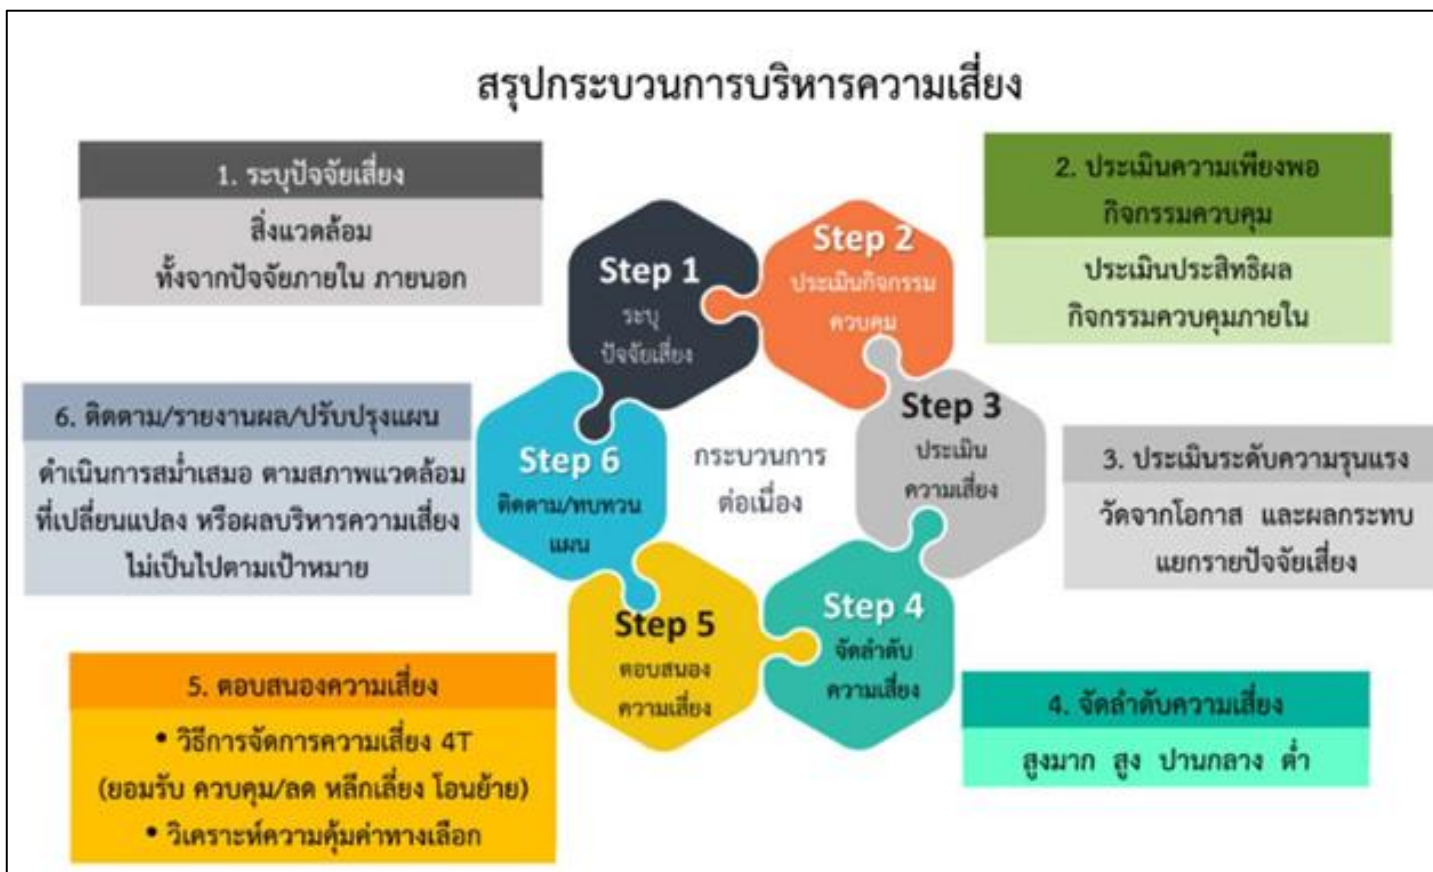 สรุปกระบวนการบริหารความเสี่ยง
1. ระบุปัจจัยเสี่ยง
สิ่งแวดล้อม
ทั้งจากปัจจัยภายใน ภายนอก
2. ประเมินความเพียงพอ
กิจกรรมควบคุม
ประเมินประสิทธิผล
กิจกรรมควบคุมภายใน
Step 1
ระบุ
ปัจจัยเสี่ยง
Step 2
ประเมินกิจกรรม
ควบคุม
Step 3
ประเมิน
ความเสี่ยง
Step 4
จัดลำดับ
ความเสี่ยง
Step 5
ตอบสนอง
ความเสี่ยง
Step 6
ติดตาม/ทบทวน
แผน
กระบวนการ
ต่อเนื่อง
3. ประเมินระดับความรุนแรง
วัดจากโอกาส และผลกระทบ
แยกรายปัจจัยเสี่ยง
4. จัดลำดับความเสี่ยง
สูงมาก สูง ปานกลาง ต่ำ
5. ตอบสนองความเสี่ยง
• วิธีการจัดการความเสี่ยง 4T
(ยอมรับ ควบคุม/ลด หลีกเลี่ยง โอนย้าย)
• วิเคราะห์ความคุ้มค่าทางเลือก
6. ติดตาม/รายงานผล/ปรับปรุงแผน
ดำเนินการสม่ำเสมอ ตามสภาพแวดล้อม
ที่เปลี่ยนแปลง หรือผลบริหารความเสี่ยง
ไม่เป็นไปตามเป้าหมาย